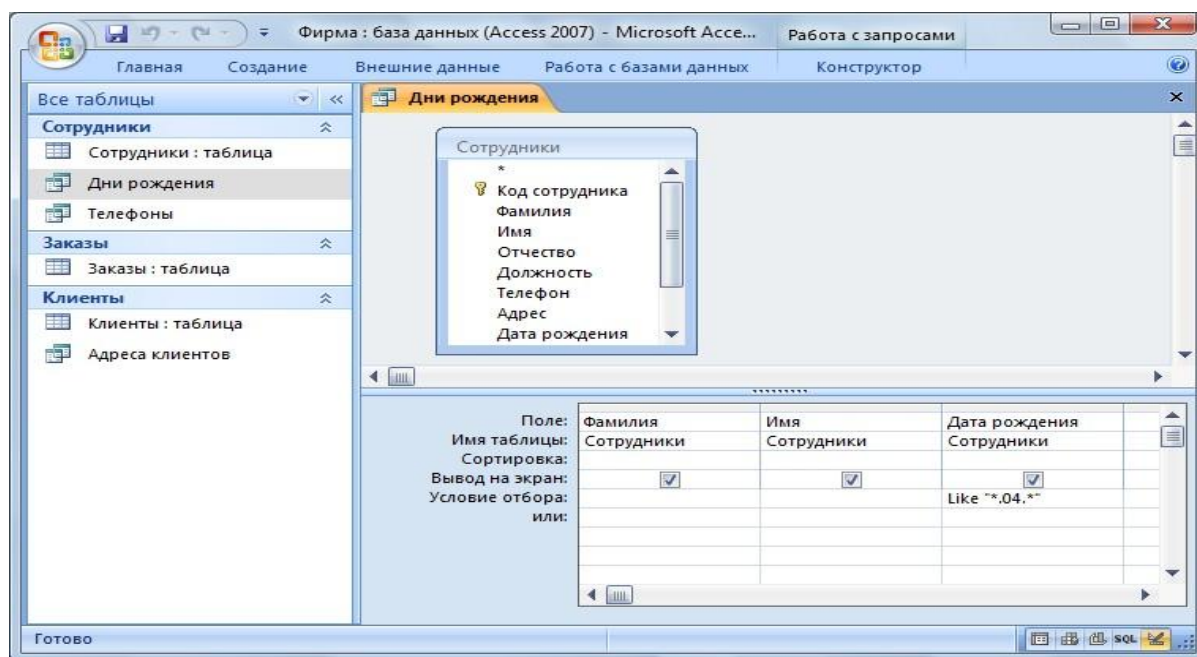 Фирма : база данных (Access 2007) - Microsoft Acce...
Работа с запросами
Главная
Создание
Внешние данные
Работа с базами данных
Конструктор
Все таблицы
Дни рождения
Сотрудники
Сотрудники : таблица
Дни рождения
Телефоны
Заказы
Заказы : таблица
Клиенты
Клиенты : таблица
Адреса клиентов
Сотрудники
*
Код сотрудника
Фамилия
Имя
Отчество
Должность
Телефон
Адрес
Дата рождения
Поле: Фамилия Имя Дата рождения
Имя таблицы: Сотрудники Сотрудники Сотрудники
Сортировка:
Вывод на экран:
Условие отбора: Like "*.04.*"
или:
Готово
SQL